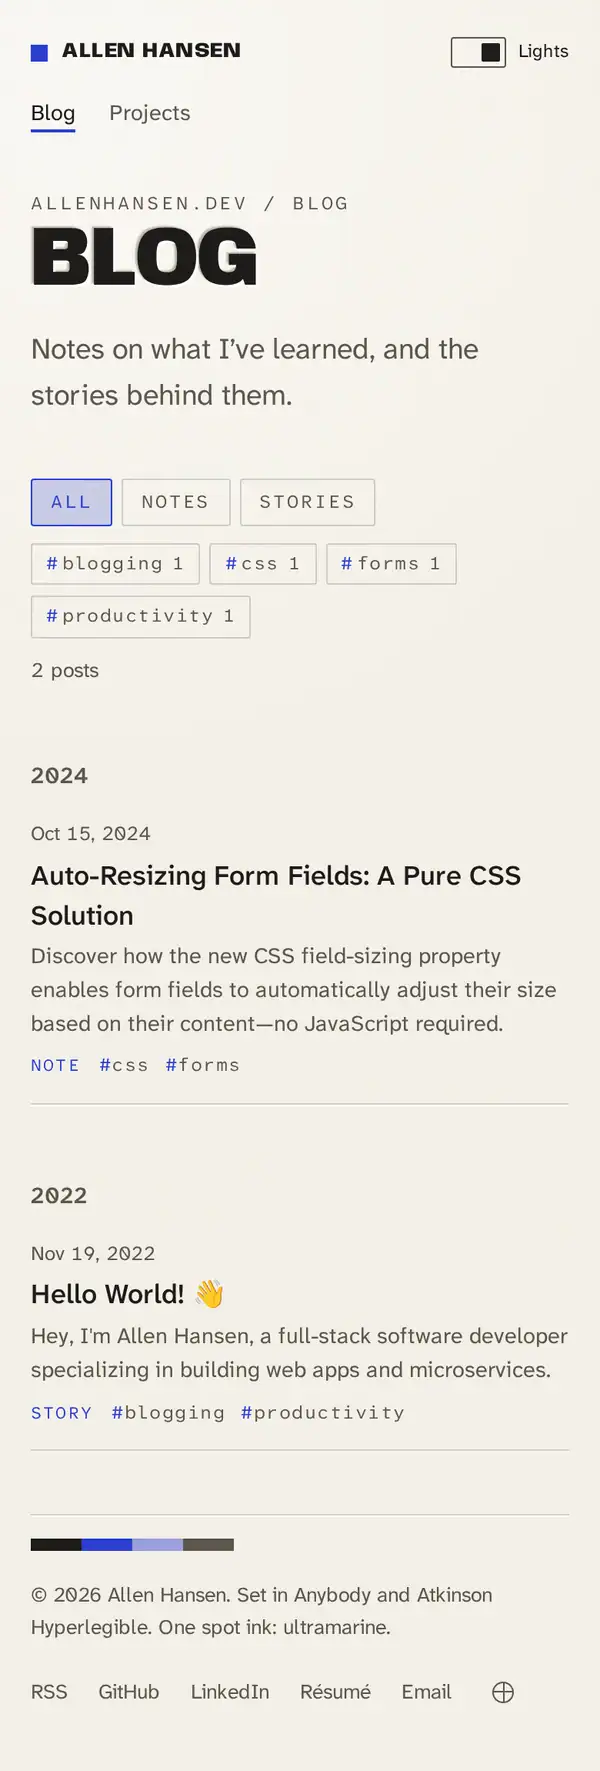 ALLEN HANSEN
Lights
Blog Projects
ALLENHANSEN.DEV / BLOG
BLOG
Notes on what I’ve learned, and the
stories behind them.
ALL NOTES STORIES
#blogging 1 #css 1 #forms 1
#productivity 1
2 posts
2024
Oct 15, 2024
Auto-Resizing Form Fields: A Pure CSS
Solution
Discover how the new CSS field-sizing property
enables form fields to automatically adjust their size
based on their content—no JavaScript required.
NOTE #css #forms
2022
Nov 19, 2022
Hello World! 👋
Hey, I'm Allen Hansen, a full-stack software developer
specializing in building web apps and microservices.
STORY #blogging #productivity
© 2026 Allen Hansen. Set in Anybody and Atkinson
Hyperlegible. One spot ink: ultramarine.
RSS GitHub LinkedIn Résumé Email